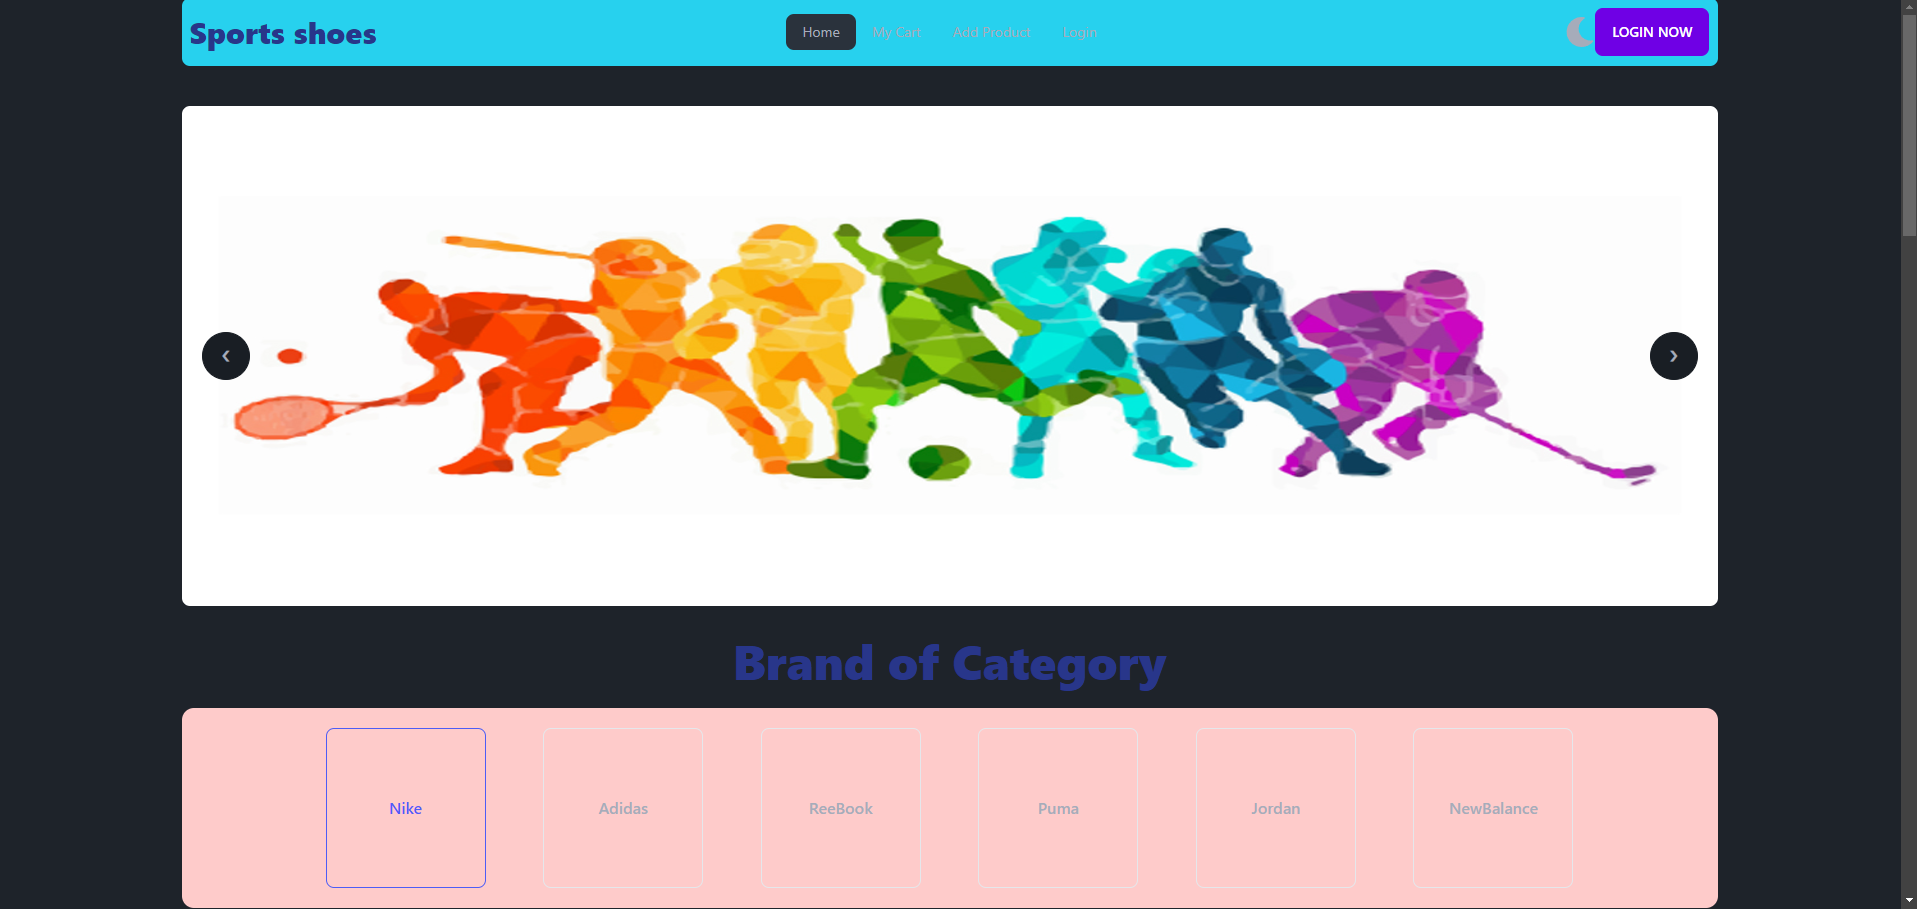 Sports shoes
Home
My Cart
Add Product
Login
LOGIN NOW
Brand of Category
Nike
Adidas
ReeBook
Puma
Jordan
NewBalance